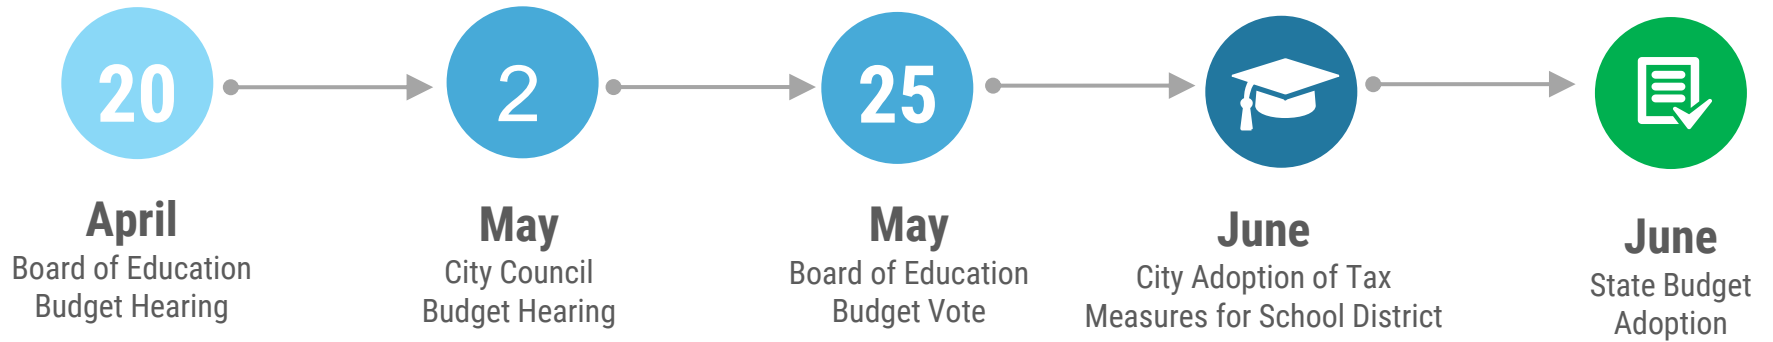 20
April
Board of Education
Budget Hearing
2
May
City Council
Budget Hearing
25
May
Board of Education
Budget Vote
June
City Adoption of Tax
Measures for School District
June
State Budget
Adoption